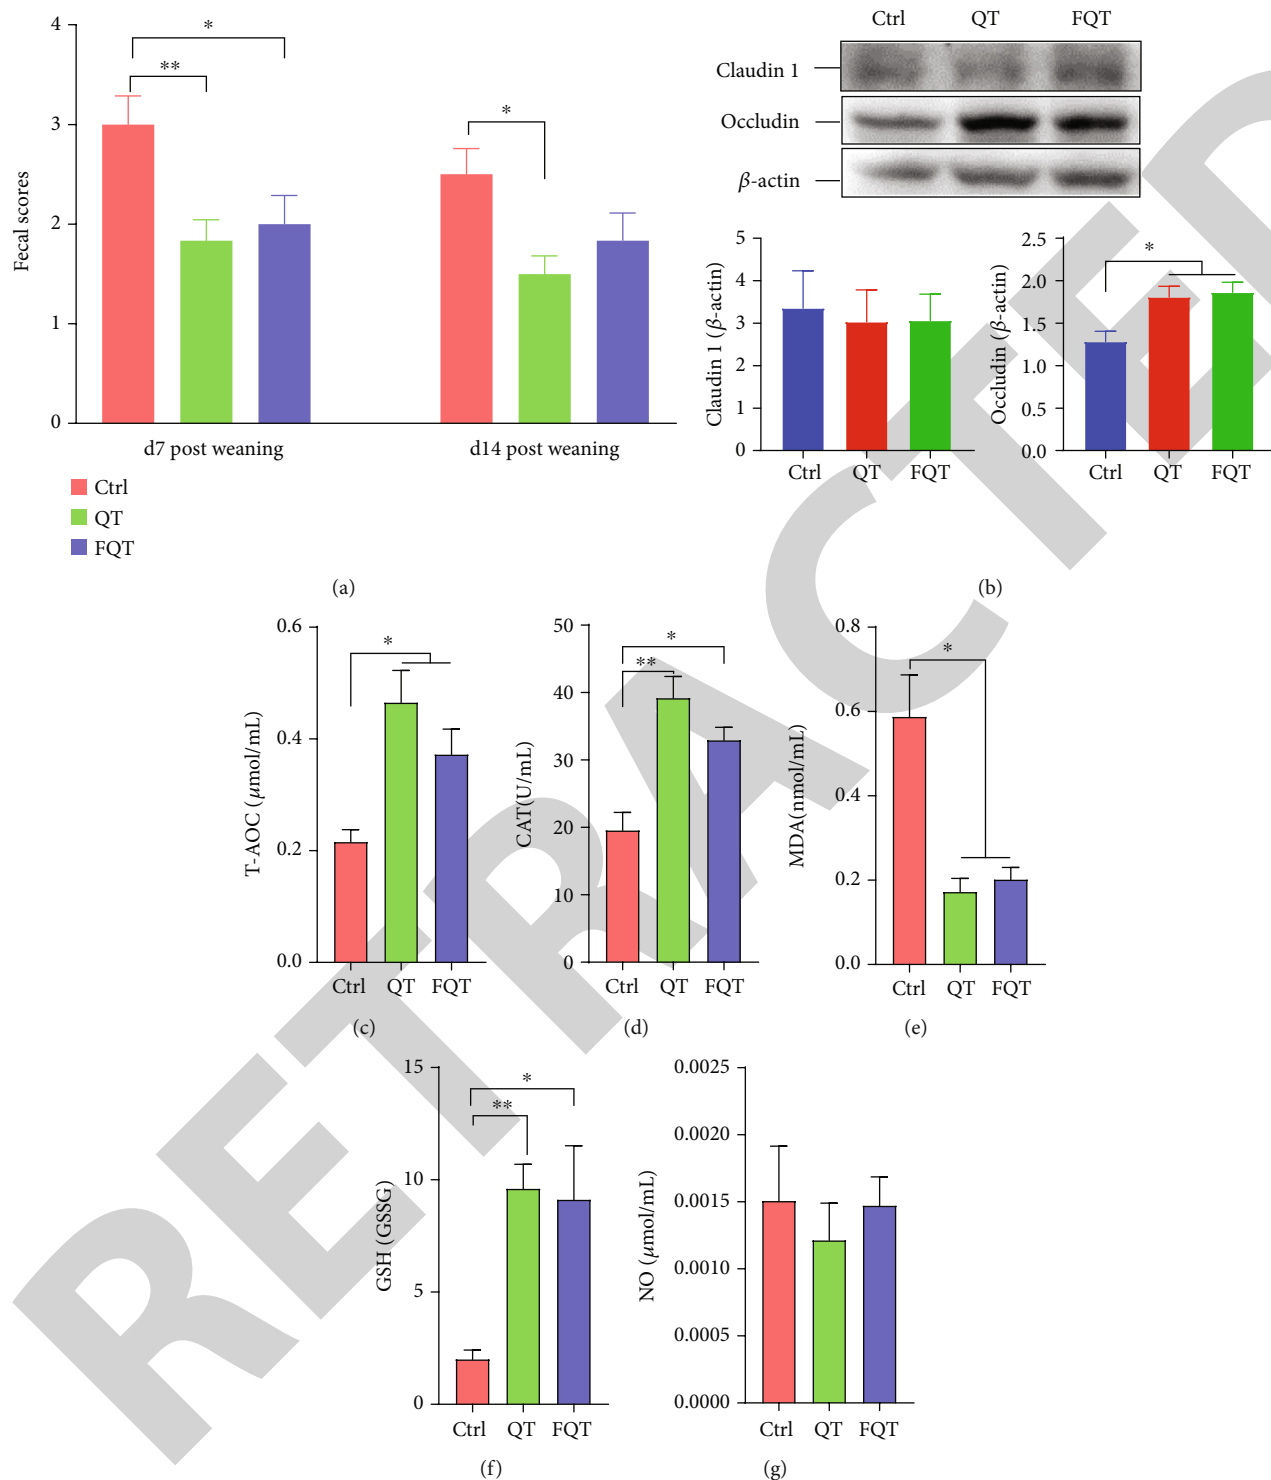 Fecal scores
4
3
2
1
0
*
**
*
d7 post weaning
d14 post weaning
Ctrl
QT
FQT
(a)
Ctrl QT FQT
Claudin 1
Occludin
β-actin
Claudin 1 (β-actin)
5
4
3
2
1
0
Ctrl QT FQT
Occludin (β-actin)
2.5
2.0
1.5
1.0
0.5
0.0
*
Ctrl QT FQT
(b)
T-AOC (μmol/mL)
0.6
0.4
0.2
0.0
*
Ctrl QT FQT
(c)
CAT(U/mL)
50
40
30
20
10
0
*
**
Ctrl QT FQT
(d)
MDA(nmol/mL)
0.8
0.6
0.4
0.2
0.0
*
Ctrl QT FQT
(e)
GSH (GSSG)
15
10
5
0
*
**
Ctrl QT FQT
(f)
NO (μmol/mL)
0.0025
0.0020
0.0015
0.0010
0.0005
0.0000
Ctrl QT FQT
(g)
RETRACTED